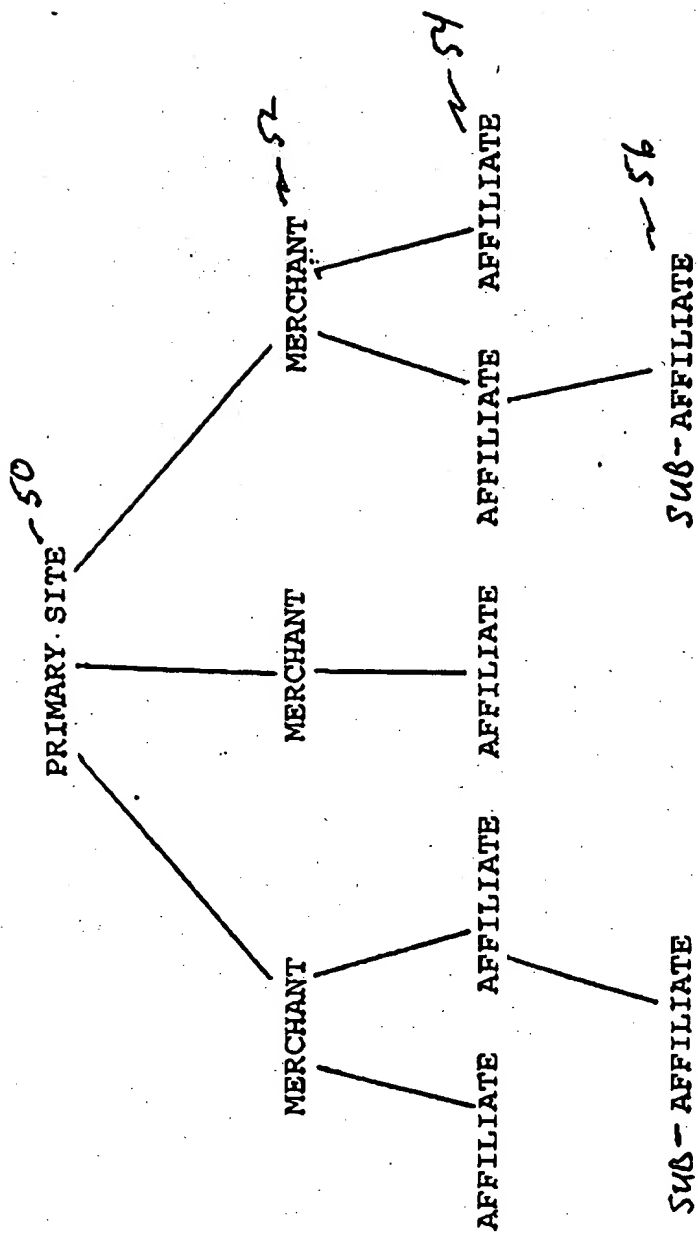 PRIMARY SITE 50
MERCHANT MERCHANT MERCHANT 52
AFFILIATE AFFILIATE AFFILIATE AFFILIATE AFFILIATE 54
SUB-AFFILIATE SUB-AFFILIATE 56